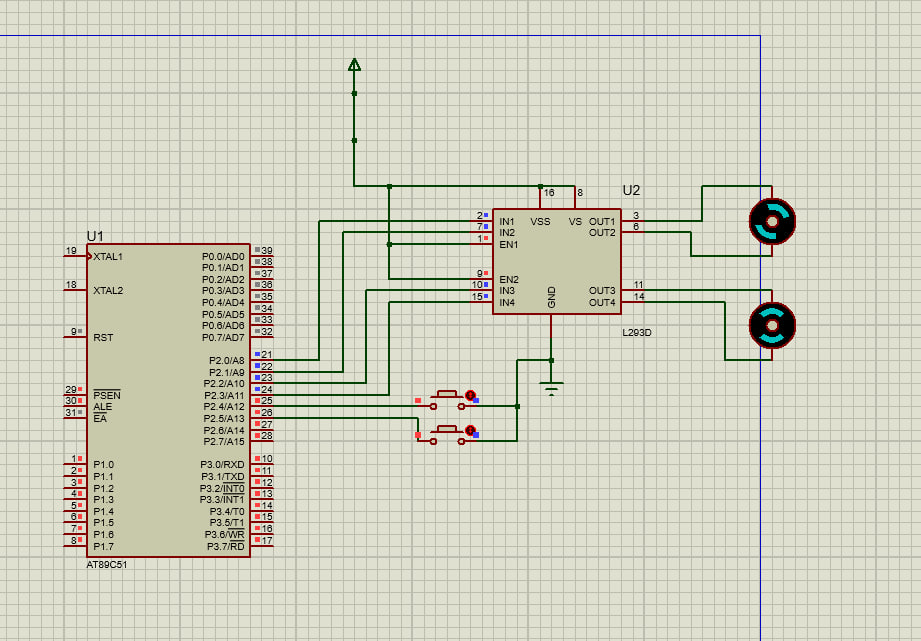 U2
16 8
2 IN1 VSS VS OUT1 3
7 IN2 OUT2 6
1 EN1
9 EN2
10 IN3 OUT3 11
15 IN4 GND OUT4 14
L293D
U1
19 XTAL1 P0.0/AD0 39
P0.1/AD1 38
P0.2/AD2 37
18 XTAL2 P0.3/AD3 36
P0.4/AD4 35
P0.5/AD5 34
P0.6/AD6 33
9 RST P0.7/AD7 32
P2.0/A8 21
P2.1/A9 22
P2.2/A10 23
29 PSEN P2.3/A11 24
30 ALE P2.4/A12 25
31 EA P2.5/A13 26
P2.6/A14 27
P2.7/A15 28
1 P1.0 P3.0/RXD 10
2 P1.1 P3.1/TXD 11
3 P1.2 P3.2/INT0 12
4 P1.3 P3.3/INT1 13
5 P1.4 P3.4/T0 14
6 P1.5 P3.5/T1 15
7 P1.6 P3.6/WR 16
8 P1.7 P3.7/RD 17
AT89C51